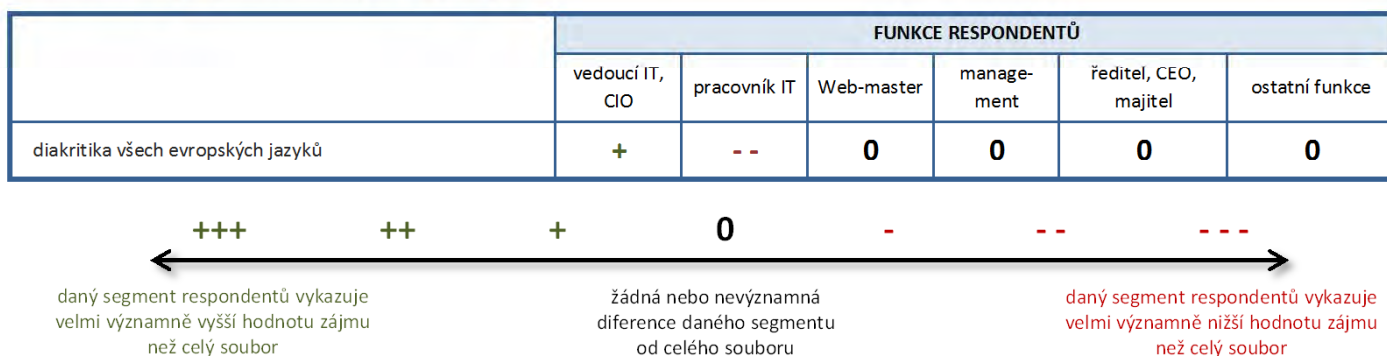 FUNKCE RESPONDENTŮ
vedoucí IT,
CIO
pracovník IT
Web-master
manage-
ment
ředitel, CEO,
majitel
ostatní funkce
diakritika všech evropských jazyků
+
- -
0
0
0
0
+++ ++ + 0 - - - - - -
daný segment respondentů vykazuje
velmi významně vyšší hodnotu zájmu
než celý soubor
žádná nebo nevýznamná
diference daného segmentu
od celého souboru
daný segment respondentů vykazuje
velmi významně nižší hodnotu zájmu
než celý soubor